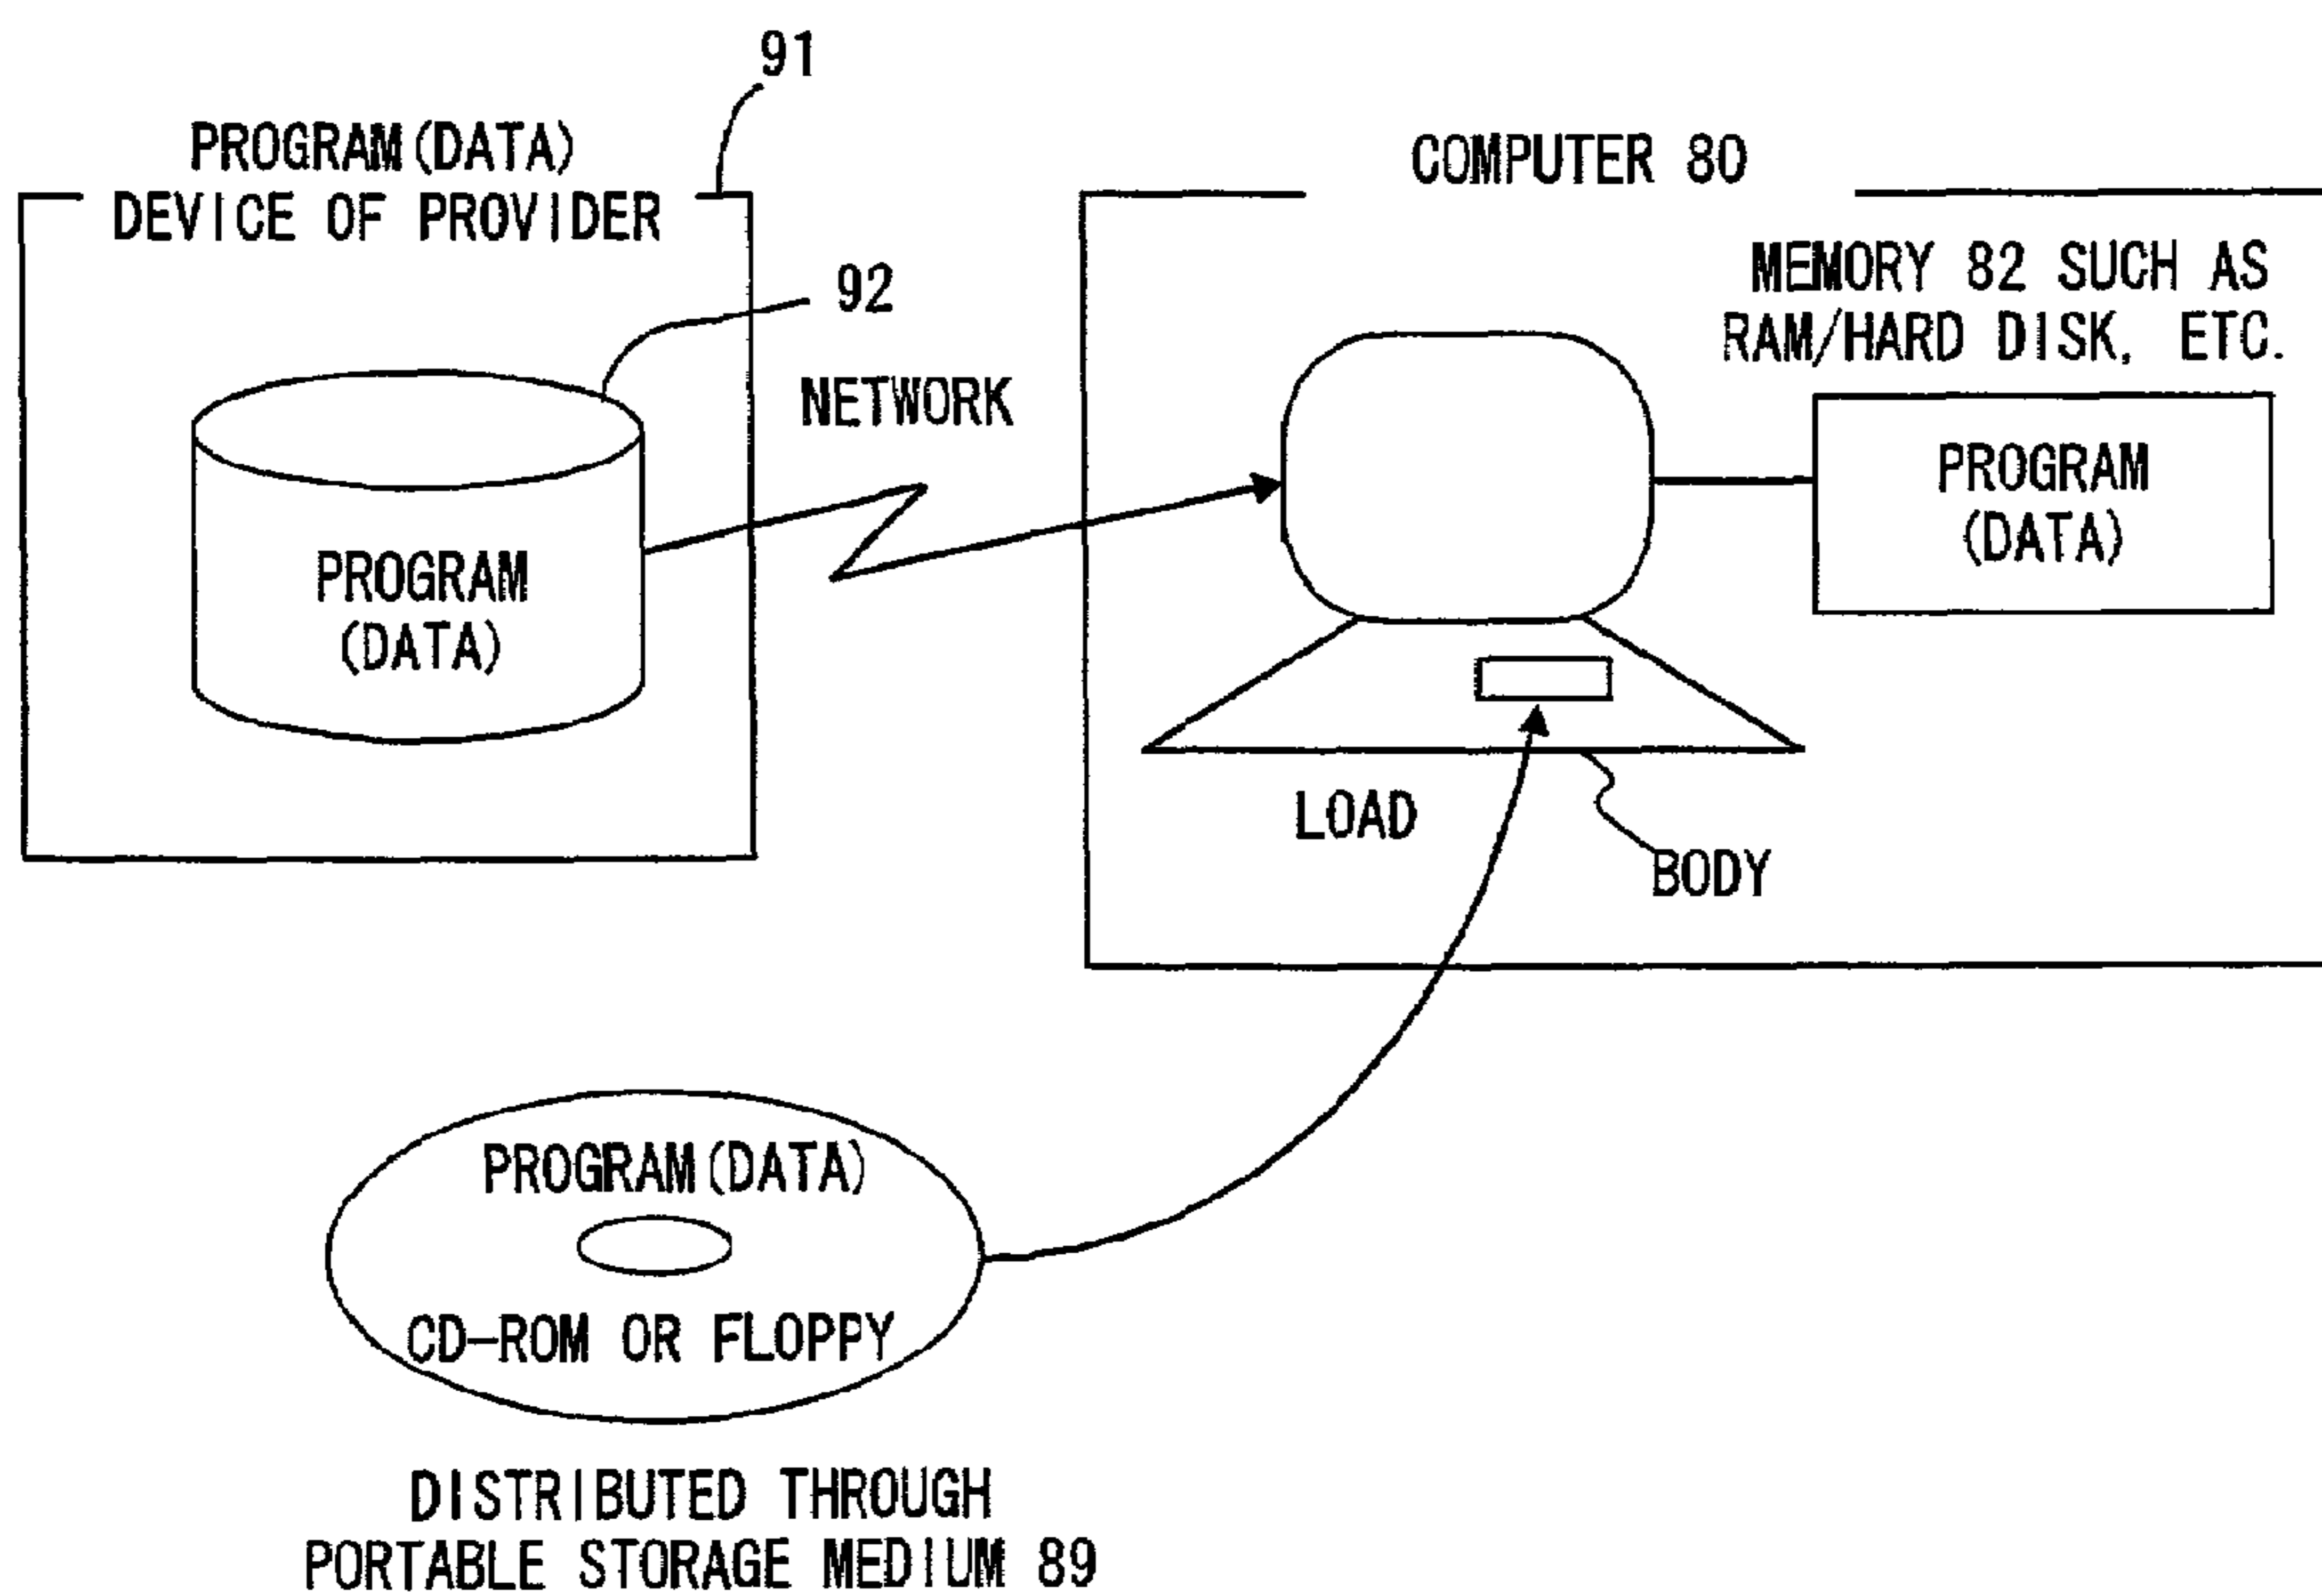 91
PROGRAM(DATA)
DEVICE OF PROVIDER
COMPUTER 80
92
NETWORK
MEMORY 82 SUCH AS
RAM/HARD DISK, ETC.
PROGRAM
(DATA)
PROGRAM
(DATA)
LOAD
BODY
PROGRAM(DATA)
CD-ROM OR FLOPPY
DISTRIBUTED THROUGH
PORTABLE STORAGE MEDIUM 89